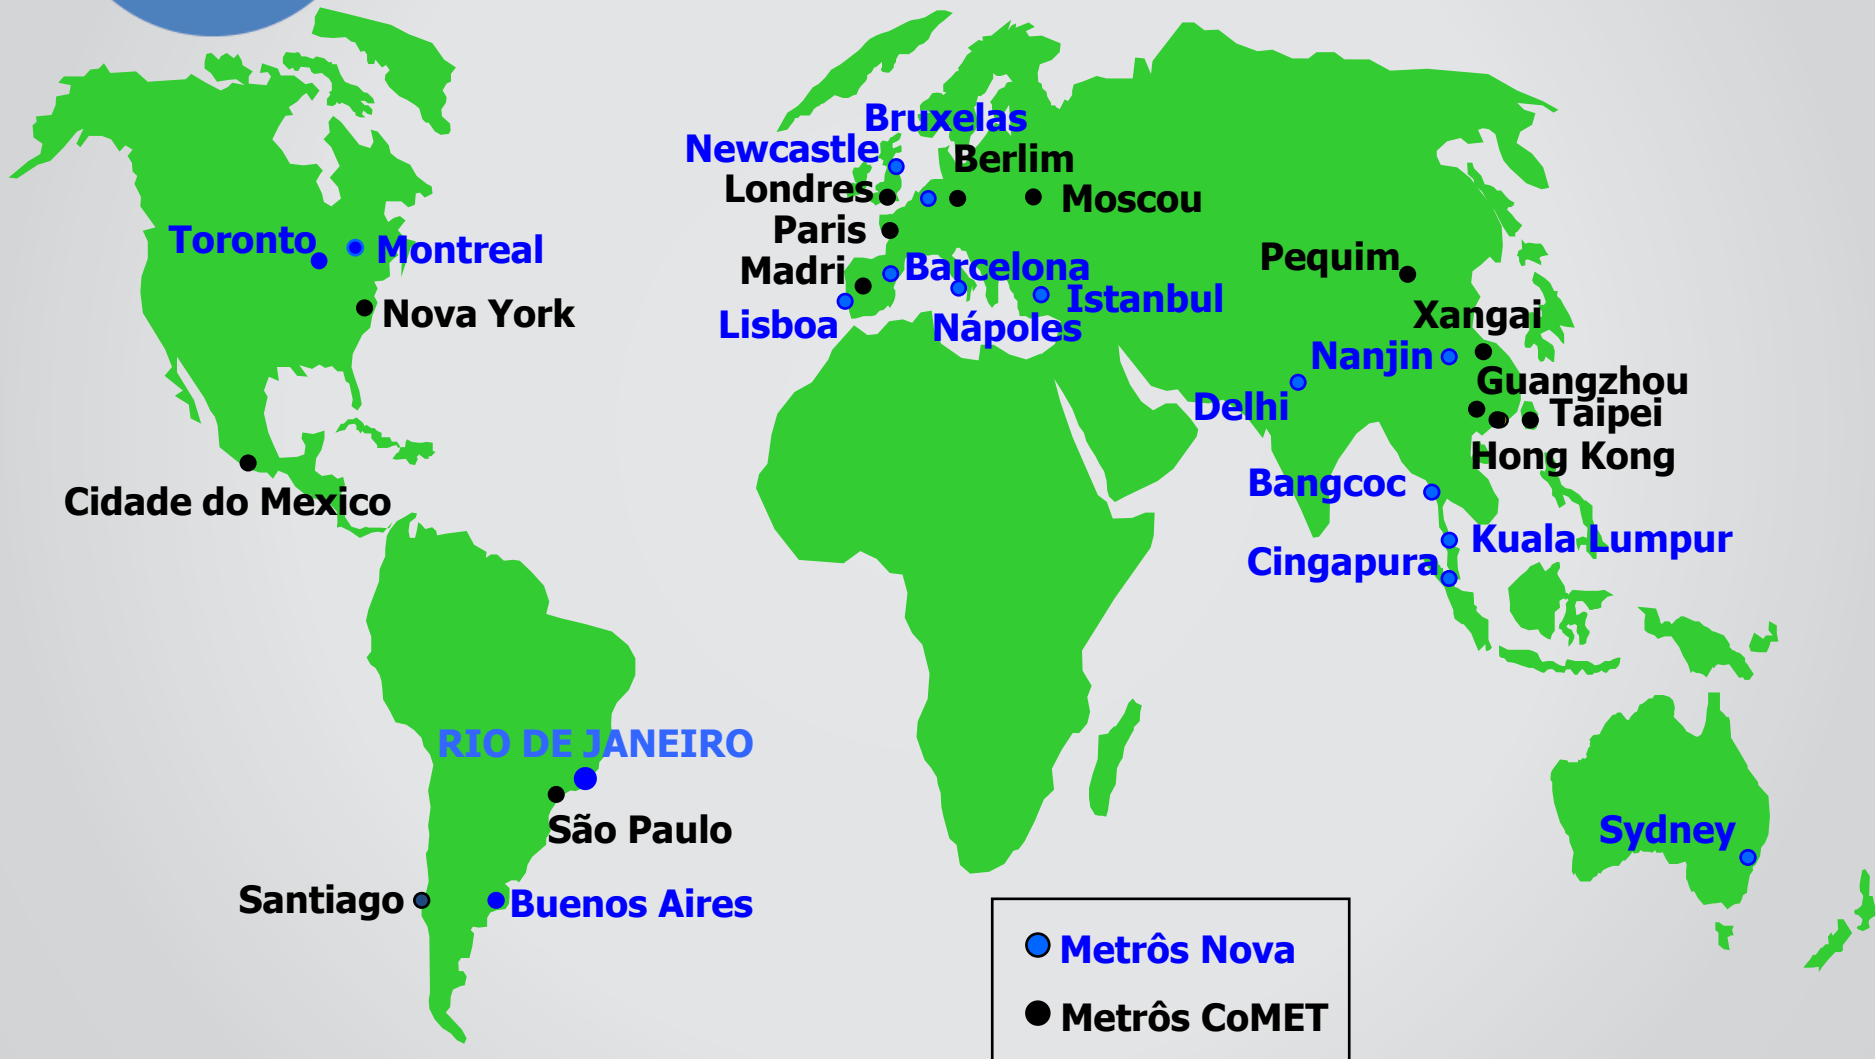 Bruxelas
Newcastle
Berlim
Londres
Moscou
Paris
Toronto
Montreal
Madri
Barcelona
Pequim
Istanbul
Nova York
Xangai
Lisboa
Nápoles
Nanjin
Guangzhou
Delhi
Taipei
Hong Kong
Bangcoc
Cidade do Mexico
Kuala Lumpur
Cingapura
RIO DE JANEIRO
São Paulo
Sydney
Santiago
Buenos Aires
Metrôs Nova
Metrôs CoMET